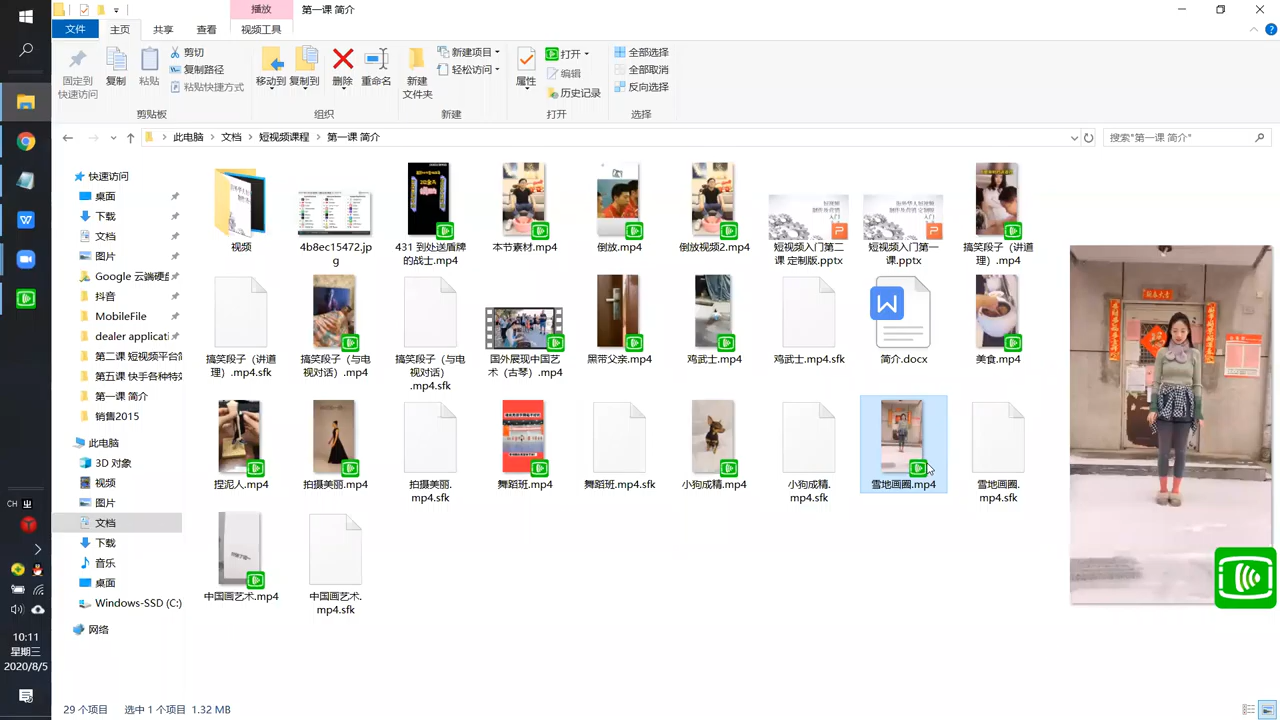 播放
第一课 简介
文件
主页
共享
查看
视频工具
固定到
快速访问
复制
粘贴
剪切
复制路径
粘贴快捷方式
剪贴板
移动到
复制到
删除
重命名
组织
新建
文件夹
新建项目
轻松访问
新建
属性
打开
编辑
历史记录
打开
全部选择
全部取消
反向选择
选择
此电脑
文档
短视频课程
第一课 简介
搜索"第一课 简介"
快速访问
桌面
下载
文档
图片
Google 云端硬盘
抖音
MobileFile
dealer applicati
第二课 短视频平台简
第五课 快手各种特效
第一课 简介
销售2015
此电脑
3D 对象
视频
图片
文档
下载
音乐
桌面
Windows-SSD (C:)
网络
视频
4b8ec15472.jp
g
431 到处送盾牌
的战士.mp4
本节素材.mp4
倒放.mp4
倒放视频2.mp4
短视频入门第二
课 定制版.pptx
短视频入门第一
课.pptx
搞笑段子（讲道
理）.mp4
搞笑段子（讲道
理）.mp4.sfk
搞笑段子（与电
视对话）.mp4
搞笑段子（与电
视对话）
.mp4.sfk
国外展现中国艺
术（古琴）.mp4
黑带父亲.mp4
鸡武士.mp4
鸡武士.mp4.sfk
简介.docx
美食.mp4
捏泥人.mp4
拍摄美丽.mp4
拍摄美丽.
mp4.sfk
舞蹈班.mp4
舞蹈班.mp4.sfk
小狗成精.mp4
小狗成精.
mp4.sfk
雪地画圈.mp4
雪地画圈.
mp4.sfk
中国画艺术.mp4
中国画艺术.
mp4.sfk
CH
10:11
星期三
2020/8/5
29 个项目
选中 1 个项目 1.32 MB